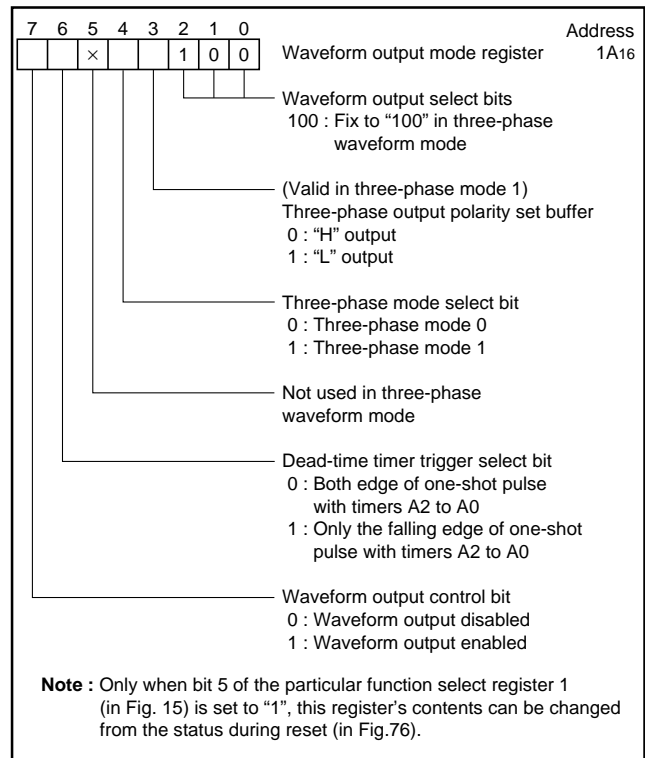 7 6 5 4 3 2 1 0 Address
× 1 0 0 Waveform output mode register 1A16
Waveform output select bits
100 : Fix to “100” in three-phase
waveform mode
(Valid in three-phase mode 1)
Three-phase output polarity set buffer
0 : “H” output
1 : “L” output
Three-phase mode select bit
0 : Three-phase mode 0
1 : Three-phase mode 1
Not used in three-phase
waveform mode
Dead-time timer trigger select bit
0 : Both edge of one-shot pulse
with timers A2 to A0
1 : Only the falling edge of one-shot
pulse with timers A2 to A0
Waveform output control bit
0 : Waveform output disabled
1 : Waveform output enabled
Note : Only when bit 5 of the particular function select register 1
(in Fig. 15) is set to “1”, this register’s contents can be changed
from the status during reset (in Fig.76).